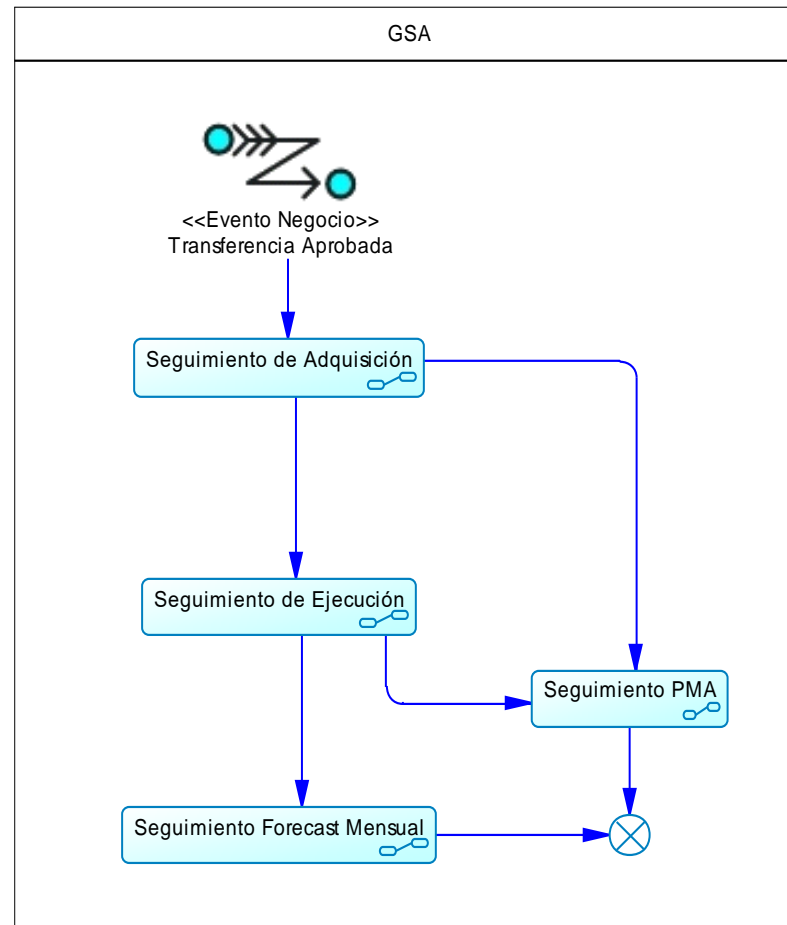 GSA
<<Evento Negocio>>
Transferencia Aprobada
Seguimiento de Adquisición
Seguimiento de Ejecución
Seguimiento PMA
Seguimiento Forecast Mensual